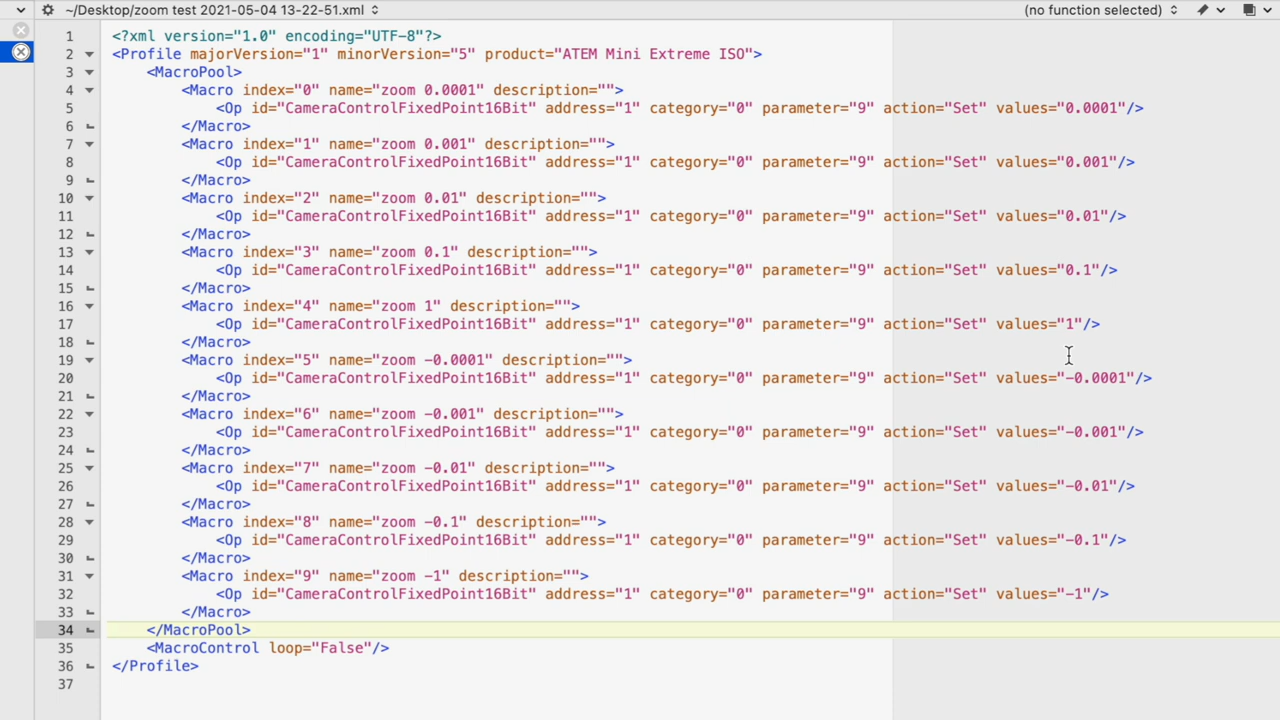 ~/Desktop/zoom test 2021-05-04 13-22-51.xml (no function selected)
1 <?xml version="1.0" encoding="UTF-8"?>
2 <Profile majorVersion="1" minorVersion="5" product="ATEM Mini Extreme ISO">
3 <MacroPool>
4 <Macro index="0" name="zoom 0.0001" description="">
5 <Op id="CameraControlFixedPoint16Bit" address="1" category="0" parameter="9" action="Set" values="0.0001"/>
6 </Macro>
7 <Macro index="1" name="zoom 0.001" description="">
8 <Op id="CameraControlFixedPoint16Bit" address="1" category="0" parameter="9" action="Set" values="0.001"/>
9 </Macro>
10 <Macro index="2" name="zoom 0.01" description="">
11 <Op id="CameraControlFixedPoint16Bit" address="1" category="0" parameter="9" action="Set" values="0.01"/>
12 </Macro>
13 <Macro index="3" name="zoom 0.1" description="">
14 <Op id="CameraControlFixedPoint16Bit" address="1" category="0" parameter="9" action="Set" values="0.1"/>
15 </Macro>
16 <Macro index="4" name="zoom 1" description="">
17 <Op id="CameraControlFixedPoint16Bit" address="1" category="0" parameter="9" action="Set" values="1"/>
18 </Macro>
19 <Macro index="5" name="zoom -0.0001" description="">
20 <Op id="CameraControlFixedPoint16Bit" address="1" category="0" parameter="9" action="Set" values="-0.0001"/>
21 </Macro>
22 <Macro index="6" name="zoom -0.001" description="">
23 <Op id="CameraControlFixedPoint16Bit" address="1" category="0" parameter="9" action="Set" values="-0.001"/>
24 </Macro>
25 <Macro index="7" name="zoom -0.01" description="">
26 <Op id="CameraControlFixedPoint16Bit" address="1" category="0" parameter="9" action="Set" values="-0.01"/>
27 </Macro>
28 <Macro index="8" name="zoom -0.1" description="">
29 <Op id="CameraControlFixedPoint16Bit" address="1" category="0" parameter="9" action="Set" values="-0.1"/>
30 </Macro>
31 <Macro index="9" name="zoom -1" description="">
32 <Op id="CameraControlFixedPoint16Bit" address="1" category="0" parameter="9" action="Set" values="-1"/>
33 </Macro>
34 </MacroPool>
35 <MacroControl loop="False"/>
36 </Profile>
37